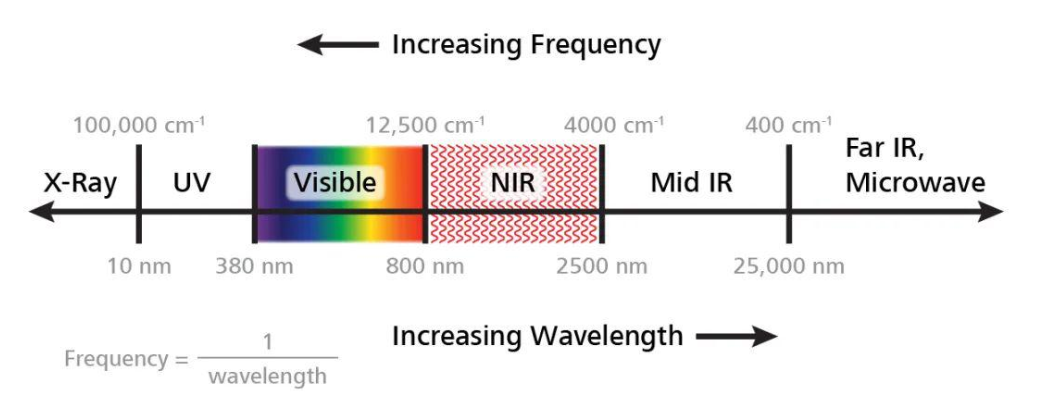 Increasing Frequency
100,000 cm⁻¹ 12,500 cm⁻¹ 4000 cm⁻¹ 400 cm⁻¹
X-Ray UV Visible NIR Mid IR Far IR,
Microwave
10 nm 380 nm 800 nm 2500 nm 25,000 nm
Increasing Wavelength
Frequency = 1
wavelength